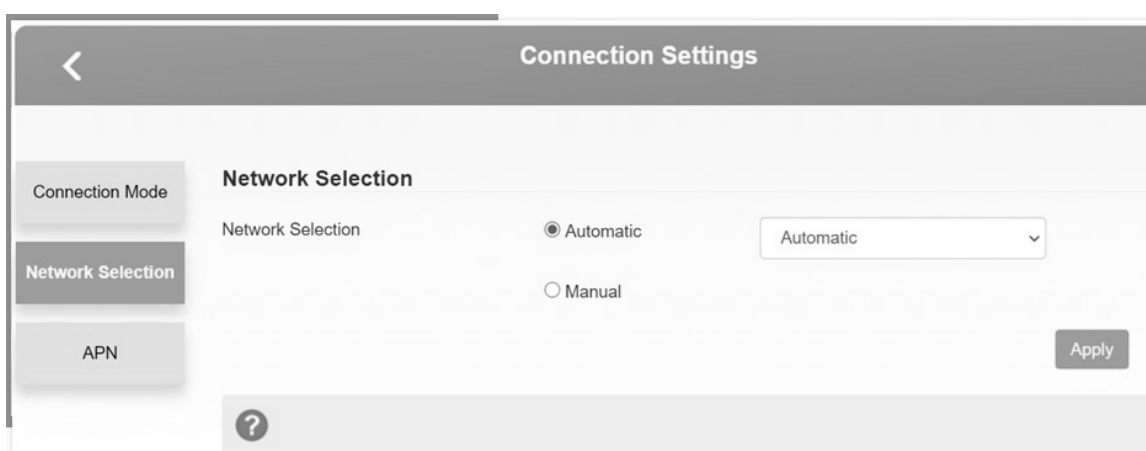 Connection Settings
Connection Mode
Network Selection
APN
Network Selection
Network Selection
Automatic
Automatic
Manual
Apply
?